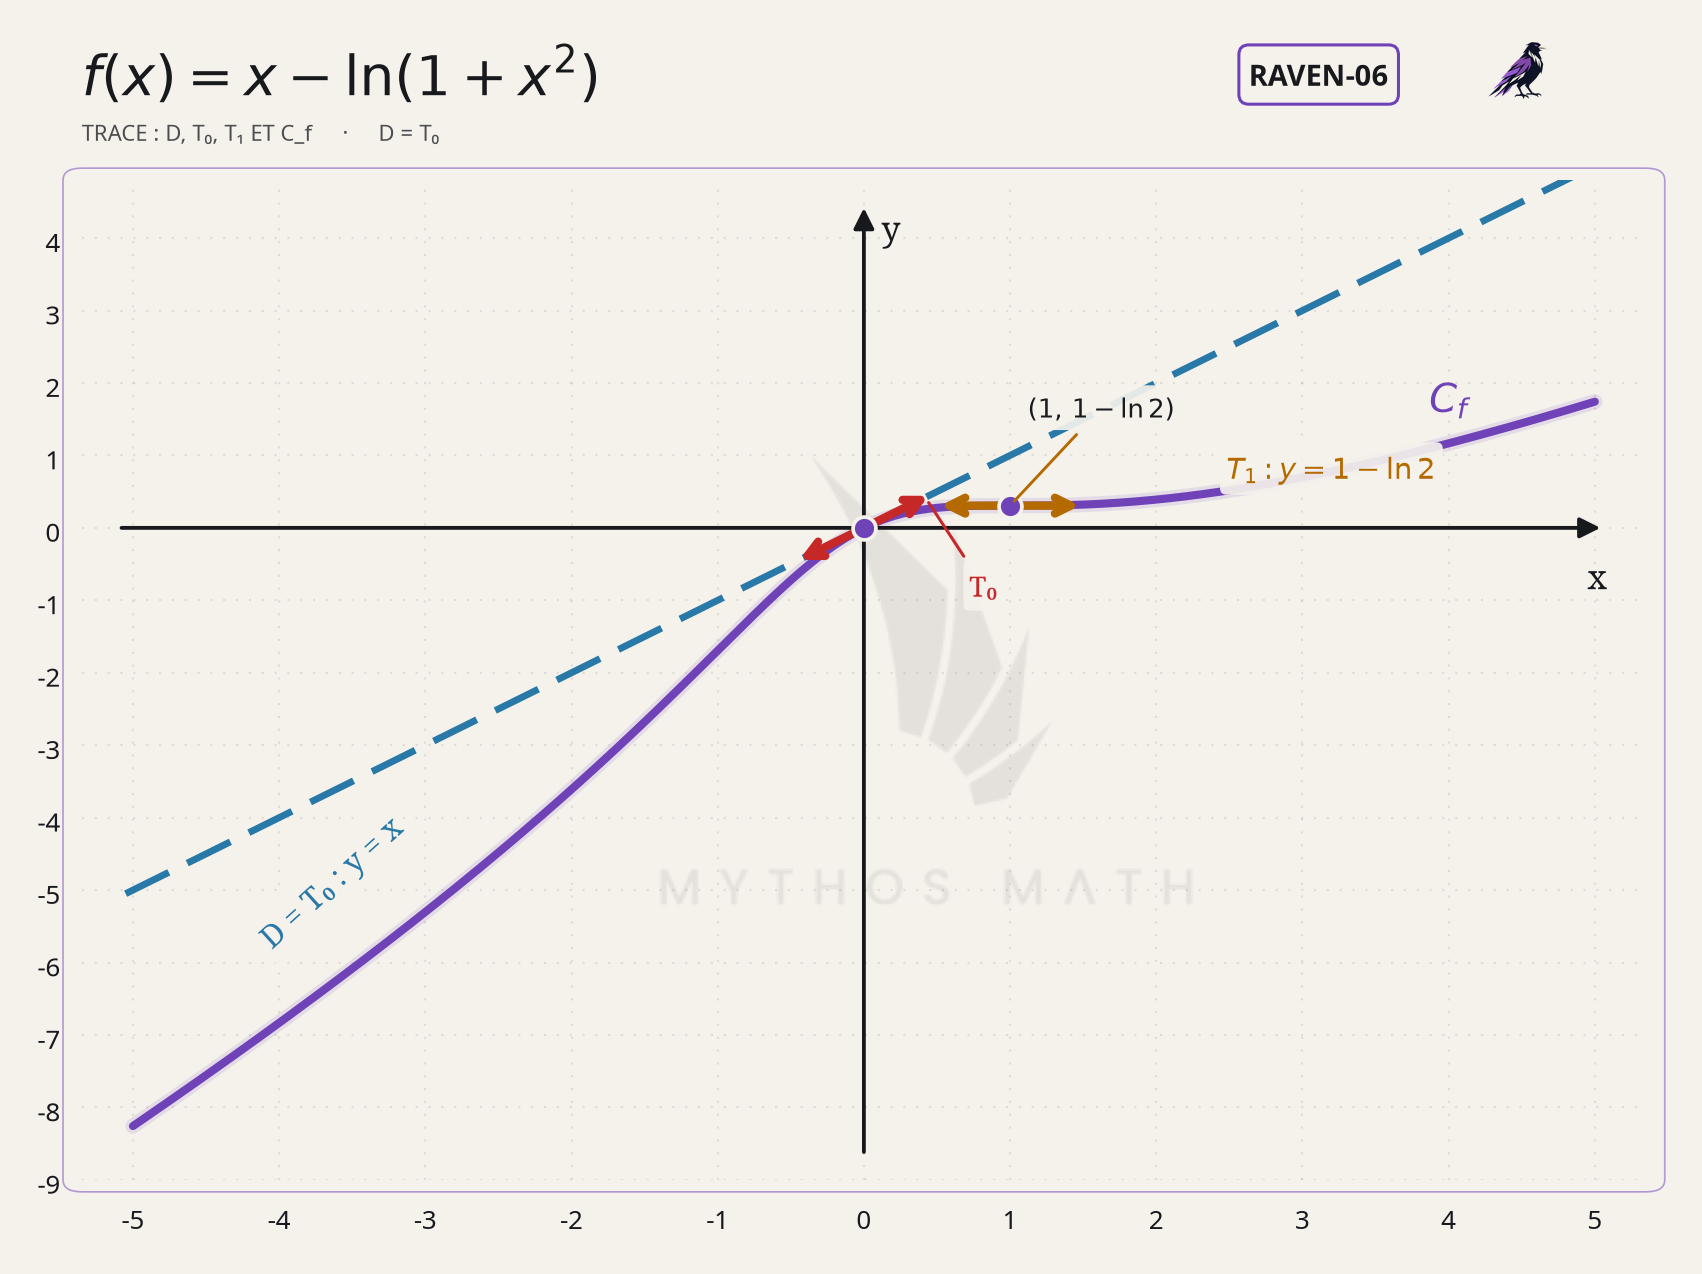 f(x) = x − ln(1 + x²)
RAVEN-06
TRACE : D, T₀, T₁ ET C_f · D = T₀
y
4
3
2
1
0
-1
-2
-3
-4
-5
-6
-7
-8
-9
(1, 1 − ln 2)
C_f
T₁ : y = 1 − ln 2
x
T₀
D = T₀ : y = x
MYTHOS MΛTH
-5 -4 -3 -2 -1 0 1 2 3 4 5